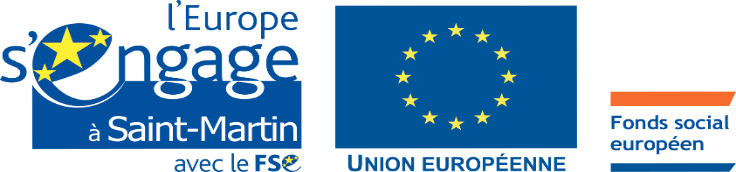 l'Europe
s'engage
à Saint-Martin
avec le FSe
UNION EUROPÉENNE
Fonds social
européen